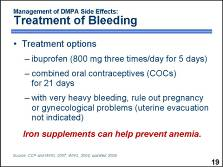 Management of DMPA Side Effects:
Treatment of Bleeding
• Treatment options
– ibuprofen (800 mg three times/day for 5 days)
– combined oral contraceptives (COCs)
for 21 days
– with very heavy bleeding, rule out pregnancy
or gynecological problems (uterine evacuation
not indicated)
Iron supplements can help prevent anemia.
Source: CCP and WHO, 2007; WHO, 2004, updated 2008.
19